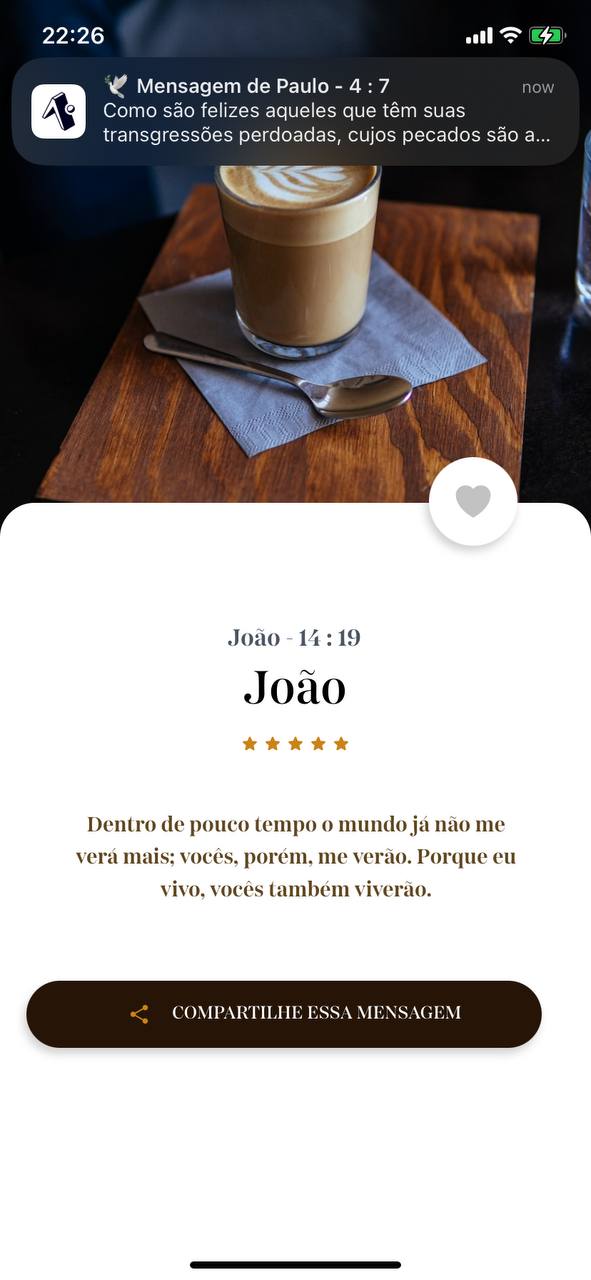 22:26
🕊 Mensagem de Paulo - 4 : 7
now
Como são felizes aqueles que têm suas
transgressões perdoadas, cujos pecados são a...
João - 14 : 19
João
Dentro de pouco tempo o mundo já não me
verá mais; vocês, porém, me verão. Porque eu
vivo, vocês também viverão.
COMPARTILHE ESSA MENSAGEM